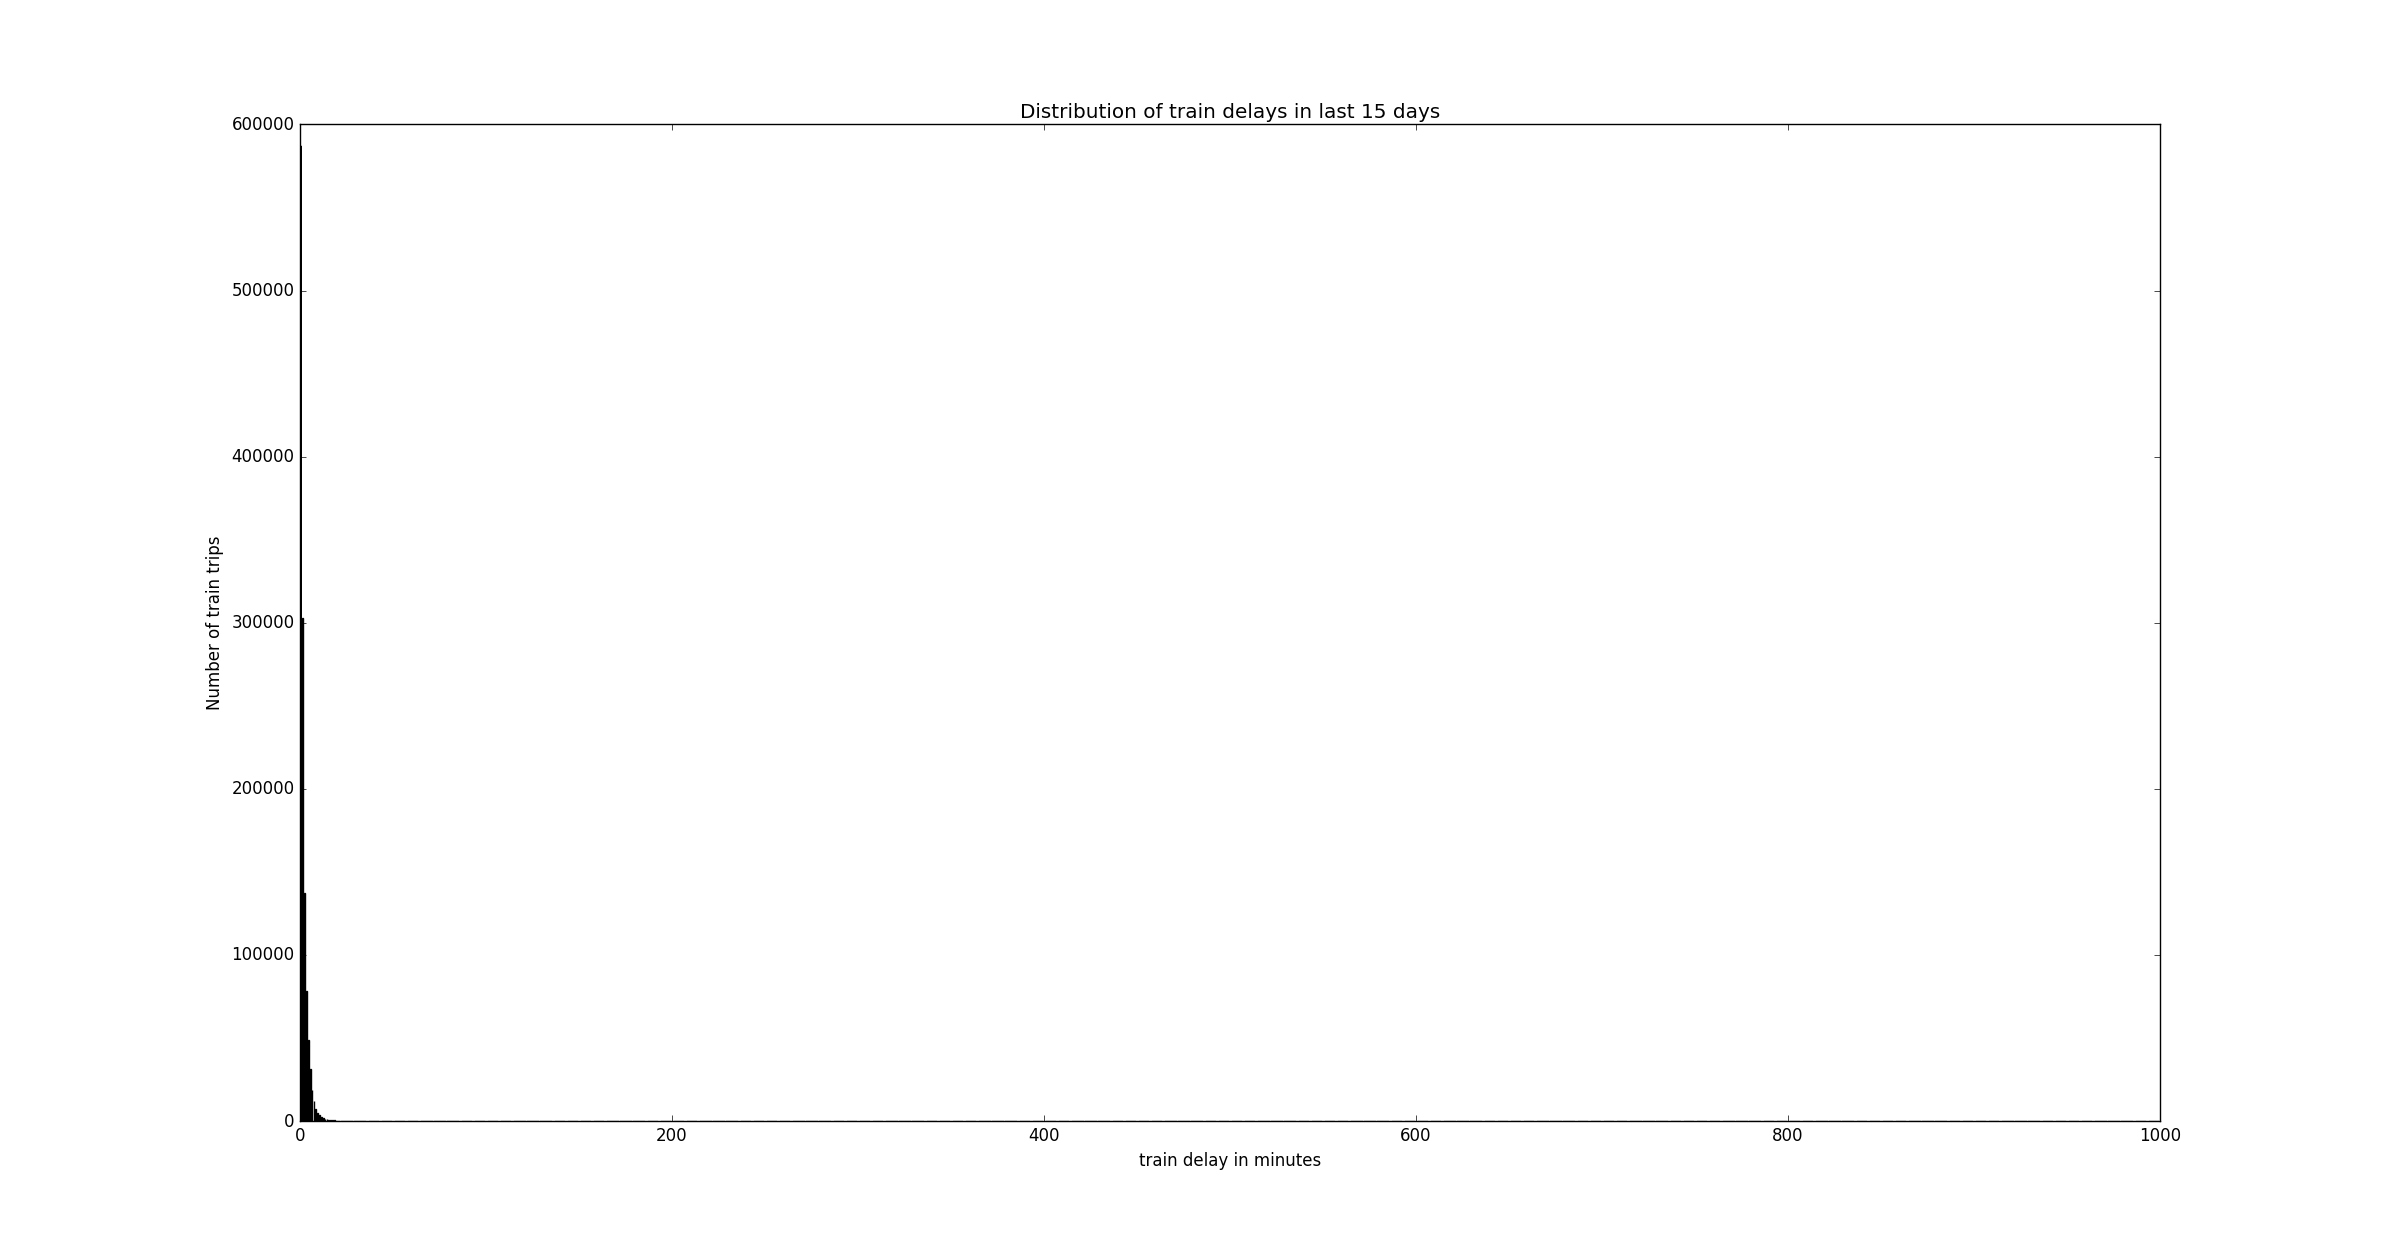 Distribution of train delays in last 15 days
600000
500000
400000
300000
200000
100000
0
Number of train trips
0 200 400 600 800 1000
train delay in minutes